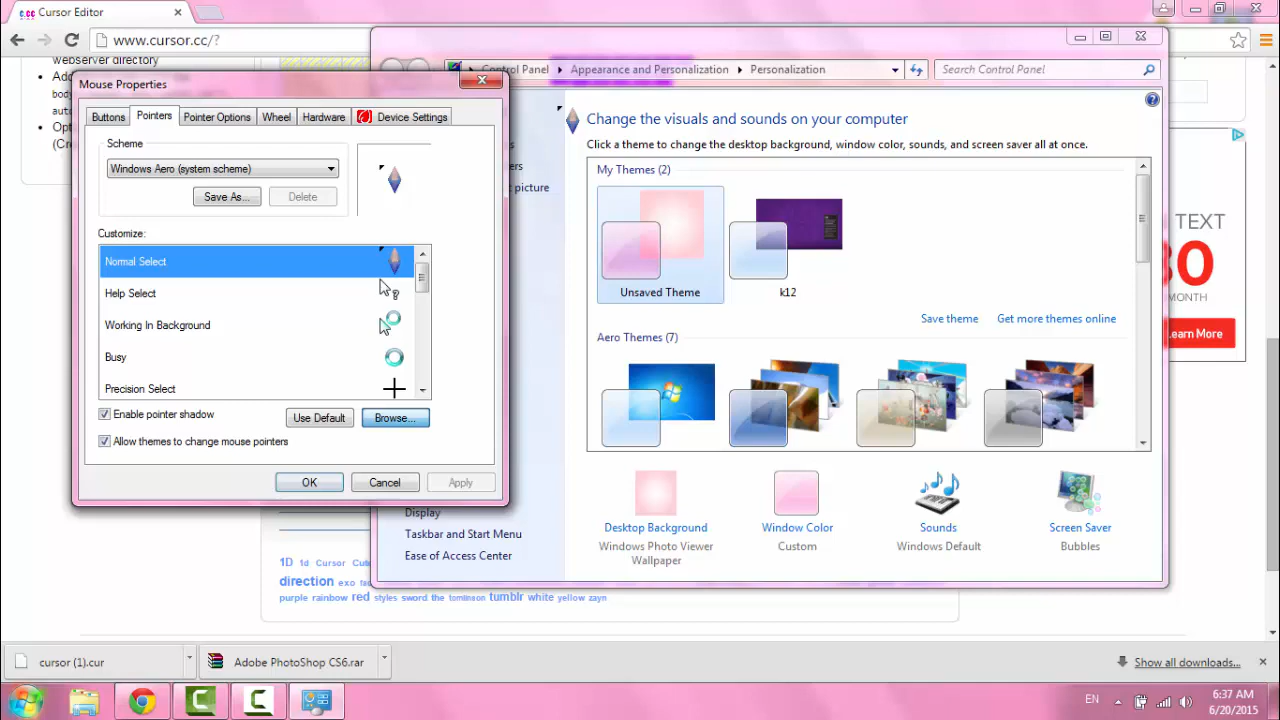 c.cc Cursor Editor
www.cursor.cc/?
webserver directory
Mouse Properties
Buttons
Pointers
Pointer Options
Wheel
Hardware
Device Settings
Scheme
Windows Aero (system scheme)
Save As...
Delete
Customize:
Normal Select
Help Select
Working In Background
Busy
Precision Select
Enable pointer shadow
Use Default
Browse...
Allow themes to change mouse pointers
OK
Cancel
Apply
Control Panel
Appearance and Personalization
Personalization
Search Control Panel
picture
Change the visuals and sounds on your computer
Click a theme to change the desktop background, window color, sounds, and screen saver all at once.
My Themes (2)
Unsaved Theme
k12
Save theme
Get more themes online
Aero Themes (7)
Desktop Background
Windows Photo Viewer
Wallpaper
Window Color
Custom
Sounds
Windows Default
Screen Saver
Bubbles
Display
Taskbar and Start Menu
Ease of Access Center
TEXT
MONTH
earn More
1D 1d Cursor
direction exo
purple rainbow red styles sword the tomlinson tumblr white yellow zayn
cursor (1).cur
Adobe PhotoShop CS6.rar
Show all downloads...
EN
6:37 AM
6/20/2015